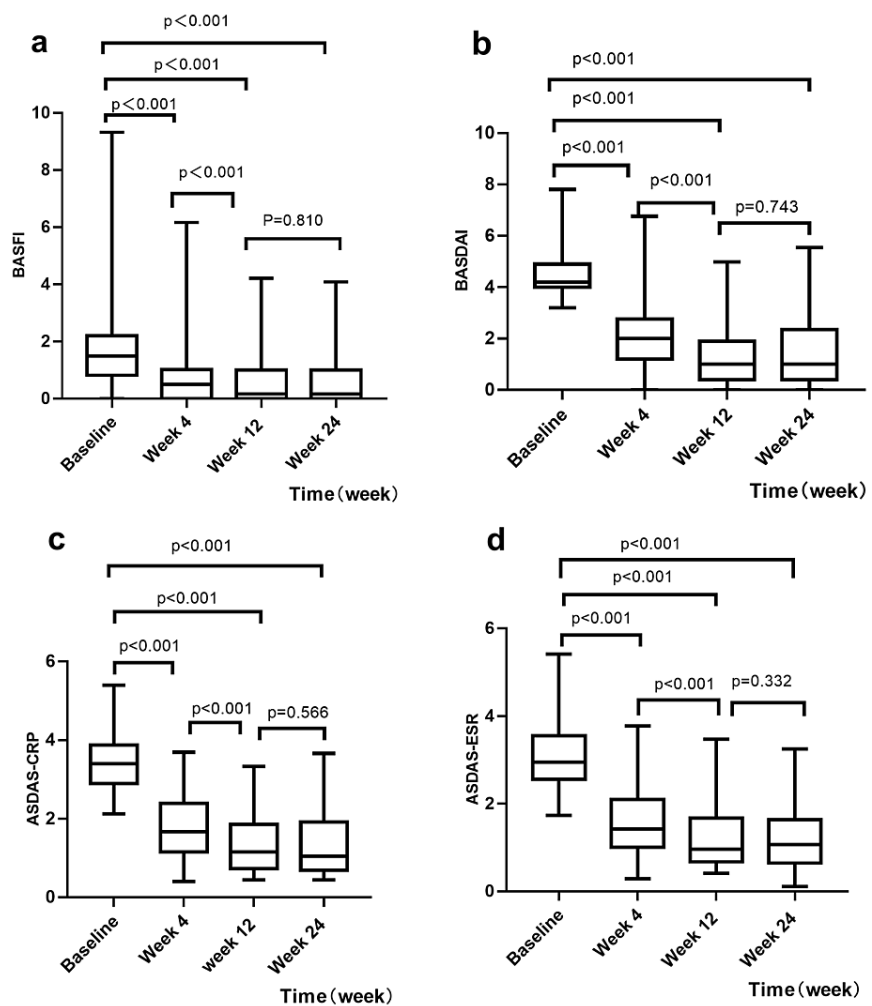 a
p＜0.001
p＜0.001
p＜0.001
p＜0.001
P=0.810
BASFI
10
8
6
4
2
0
Baseline
Week 4
Week 12
Week 24
Time（week）
b
p<0.001
p<0.001
p<0.001
p<0.001
p=0.743
BASDAI
10
8
6
4
2
0
Baseline
Week 4
Week 12
Week 24
Time（week）
c
p<0.001
p<0.001
p<0.001
p<0.001
p=0.566
ASDAS-CRP
6
4
2
0
Baseline
Week 4
week 12
Week 24
Time（week）
d
p<0.001
p<0.001
p<0.001
p<0.001
p=0.332
ASDAS-ESR
6
4
2
0
Baseline
Week 4
Week 12
Week 24
Time（week）